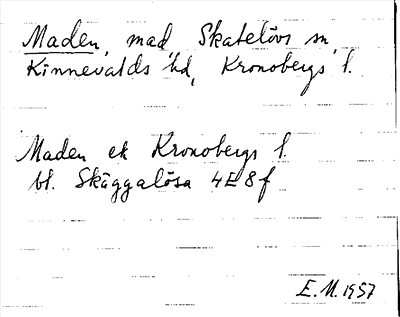 Maden, mad, Skatelövs sn,
Kinnevalds hd, Kronobergs l.
Maden ek Kronobergs l.
bl. Skäggalösa 4E8f
E.M. 1957